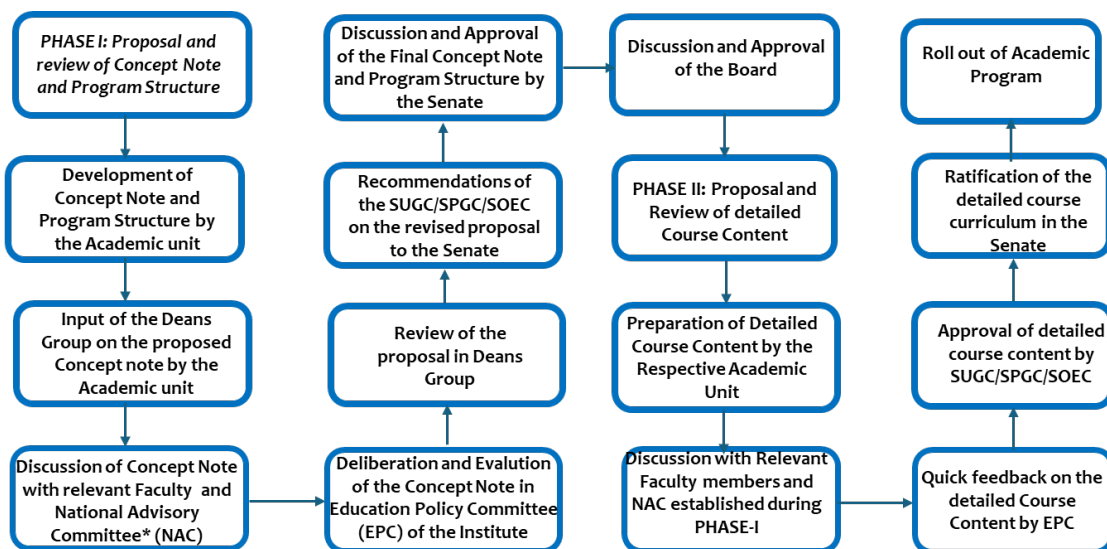 PHASE I: Proposal and
review of Concept Note
and Program Structure
Development of
Concept Note and
Program Structure by
the Academic unit
Input of the Deans
Group on the proposed
Concept note by the
Academic unit
Discussion of Concept Note
with relevant Faculty and
National Advisory
Committee* (NAC)
Deliberation and Evalution
of the Concept Note in
Education Policy Committee
(EPC) of the Institute
Review of the
proposal in Deans
Group
Recommendations of
the SUGC/SPGC/SOEC
on the revised proposal
to the Senate
Discussion and Approval
of the Final Concept Note
and Program Structure by
the Senate
Discussion and Approval
of the Board
PHASE II: Proposal and
Review of detailed
Course Content
Preparation of Detailed
Course Content by the
Respective Academic
Unit
Discussion with Relevant
Faculty members and
NAC established during
PHASE-I
Quick feedback on the
detailed Course
Content by EPC
Approval of detailed
course content by
SUGC/SPGC/SOEC
Ratification of the
detailed course
curriculum in the
Senate
Roll out of Academic
Program